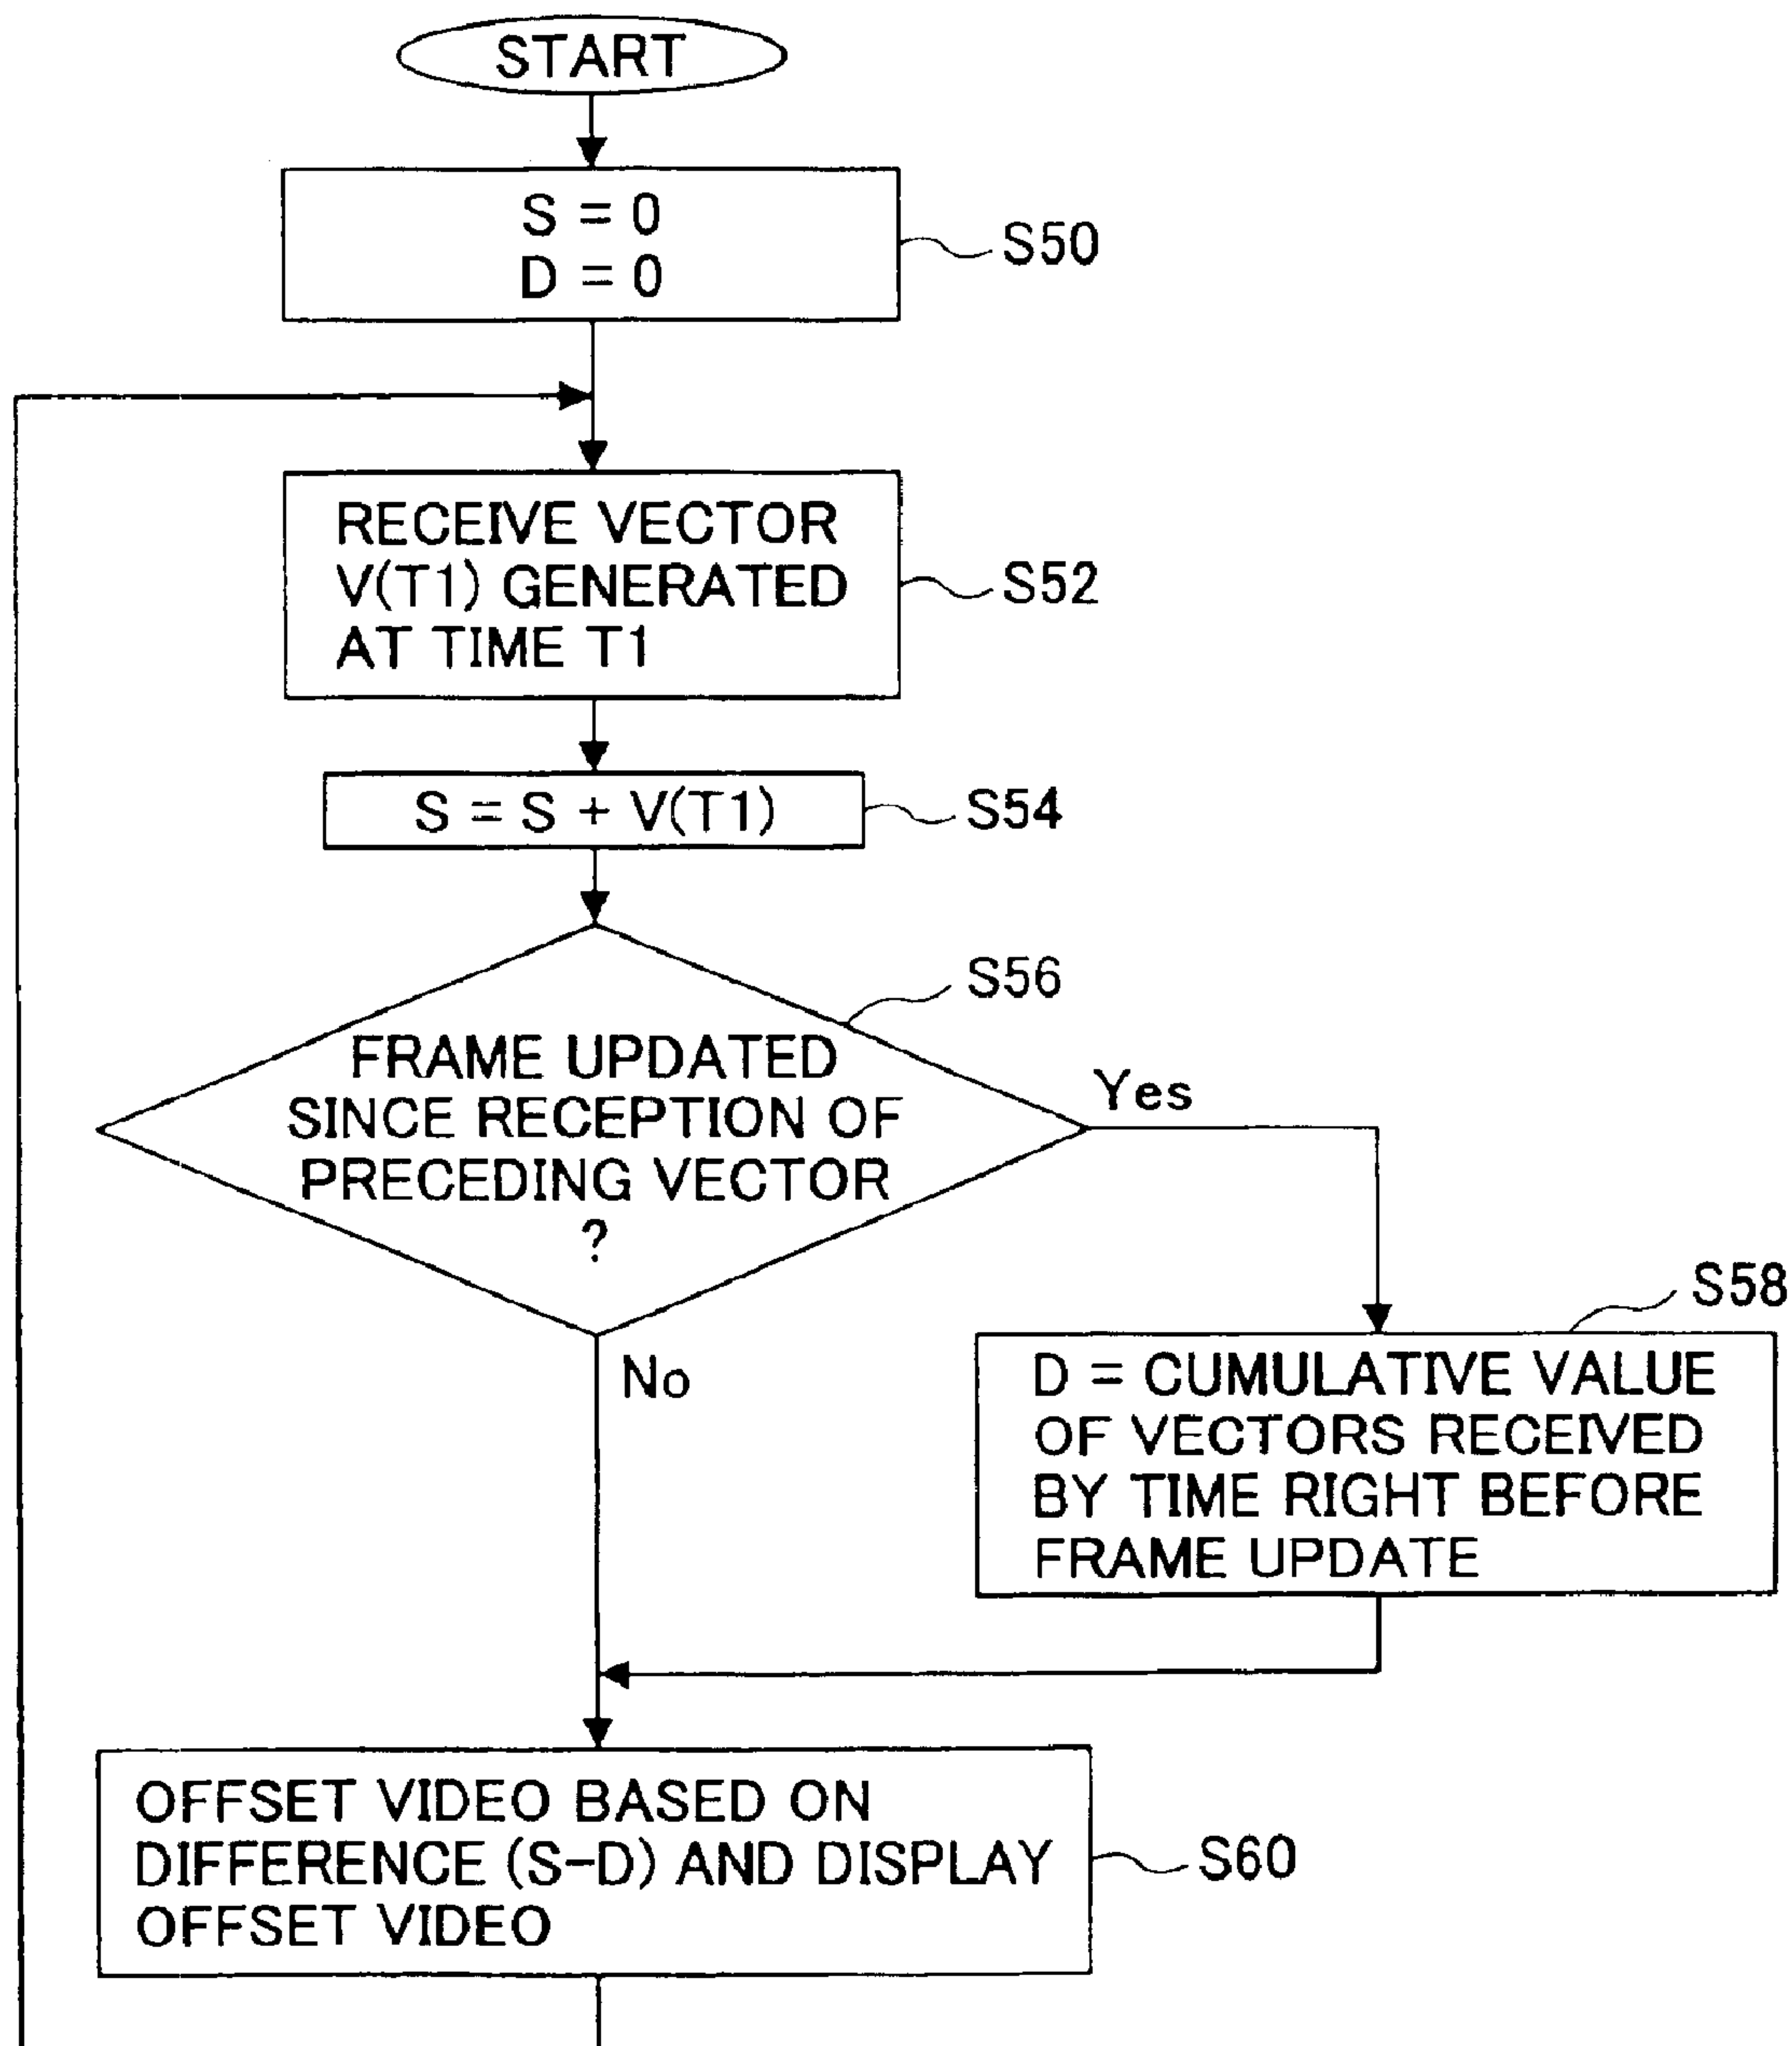 START
S = 0
D = 0
S50
RECEIVE VECTOR
V(T1) GENERATED
AT TIME T1
S52
S = S + V(T1)
S54
S56
FRAME UPDATED
SINCE RECEPTION OF
PRECEDING VECTOR
?
Yes
No
S58
D = CUMULATIVE VALUE
OF VECTORS RECEIVED
BY TIME RIGHT BEFORE
FRAME UPDATE
OFFSET VIDEO BASED ON
DIFFERENCE (S-D) AND DISPLAY
OFFSET VIDEO
S60